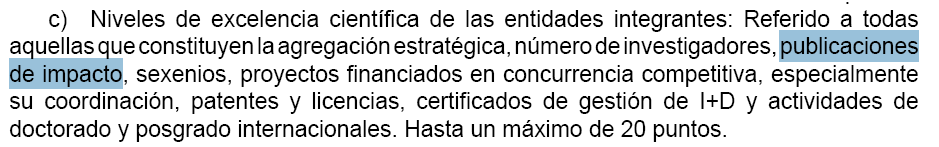 c) Niveles de excelencia científica de las entidades integrantes: Referido a todas
aquellas que constituyen la agregación estratégica, número de investigadores, publicaciones
de impacto, sexenios, proyectos financiados en concurrencia competitiva, especialmente
su coordinación, patentes y licencias, certificados de gestión de I+D y actividades de
doctorado y posgrado internacionales. Hasta un máximo de 20 puntos.